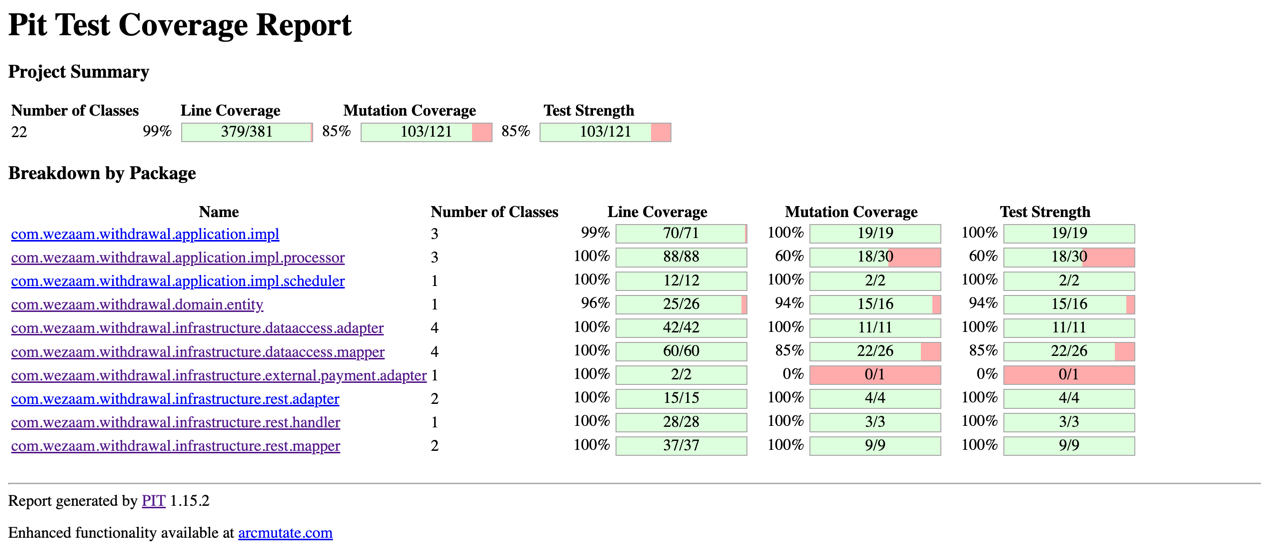 Pit Test Coverage Report
Project Summary
Number of Classes Line Coverage Mutation Coverage Test Strength
22 99% 379/381 85% 103/121 85% 103/121
Breakdown by Package
Name Number of Classes Line Coverage Mutation Coverage Test Strength
com.wezaam.withdrawal.application.impl 3 99% 70/71 100% 19/19 100% 19/19
com.wezaam.withdrawal.application.impl.processor 3 100% 88/88 60% 18/30 60% 18/30
com.wezaam.withdrawal.application.impl.scheduler 1 100% 12/12 100% 2/2 100% 2/2
com.wezaam.withdrawal.domain.entity 1 96% 25/26 94% 15/16 94% 15/16
com.wezaam.withdrawal.infrastructure.dataaccess.adapter 4 100% 42/42 100% 11/11 100% 11/11
com.wezaam.withdrawal.infrastructure.dataaccess.mapper 4 100% 60/60 85% 22/26 85% 22/26
com.wezaam.withdrawal.infrastructure.external.payment.adapter 1 100% 2/2 0% 0/1 0% 0/1
com.wezaam.withdrawal.infrastructure.rest.adapter 2 100% 15/15 100% 4/4 100% 4/4
com.wezaam.withdrawal.infrastructure.rest.handler 1 100% 28/28 100% 3/3 100% 3/3
com.wezaam.withdrawal.infrastructure.rest.mapper 2 100% 37/37 100% 9/9 100% 9/9
Report generated by PIT 1.15.2
Enhanced functionality available at arcmutate.com